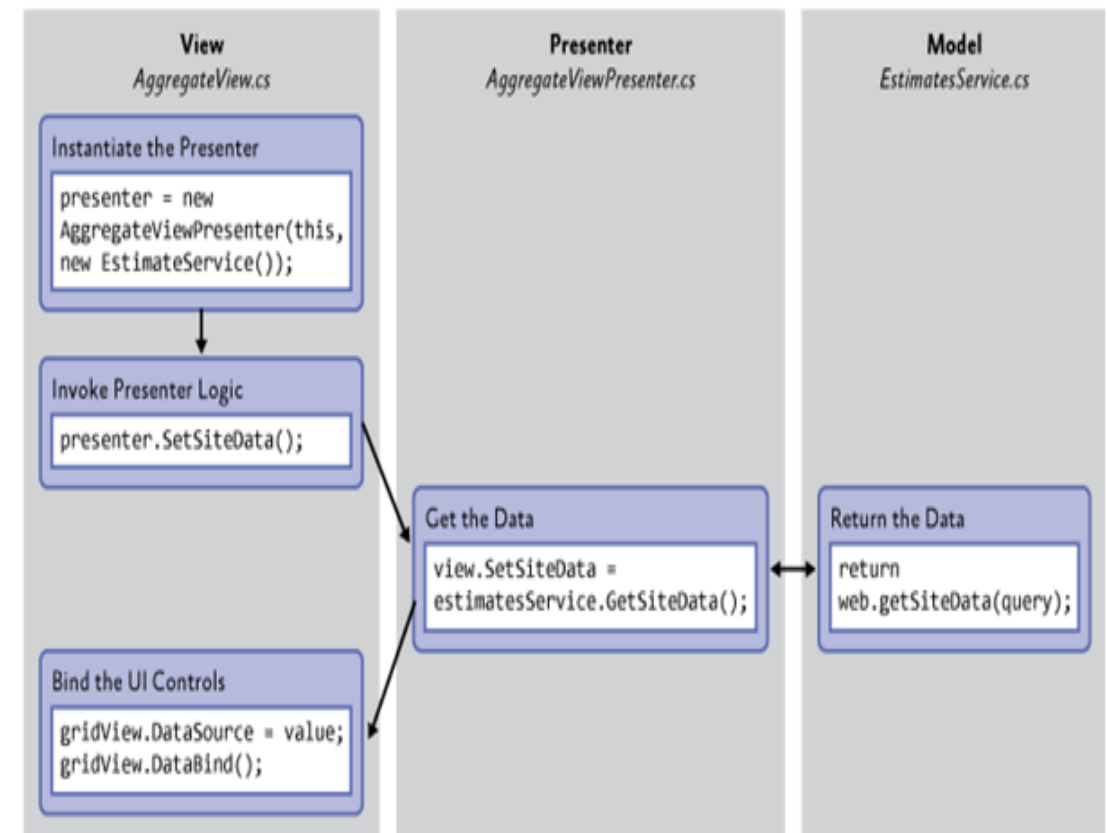 View
AggregateView.cs
Presenter
AggregateViewPresenter.cs
Model
EstimatesService.cs
Instantiate the Presenter
presenter = new
AggregateViewPresenter(this,
new EstimateService());
Invoke Presenter Logic
presenter.SetSiteData();
Get the Data
view.SetSiteData =
estimatesService.GetSiteData();
Return the Data
return
web.getSiteData(query);
Bind the UI Controls
gridView.DataSource = value;
gridView.DataBind();